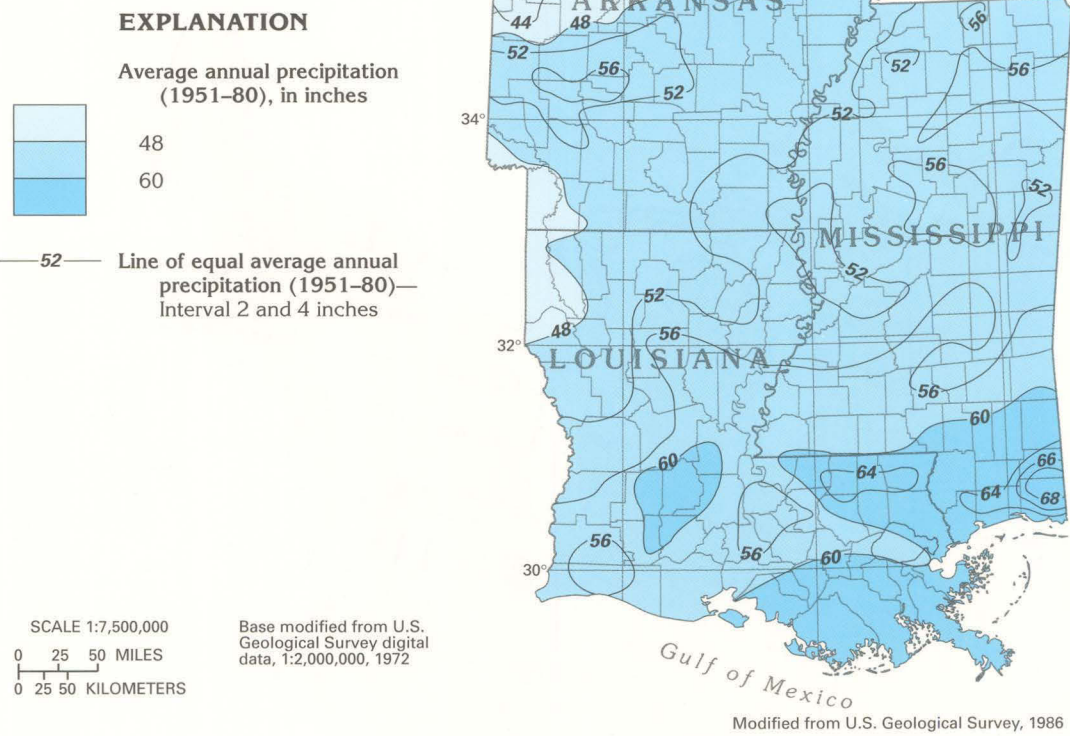 EXPLANATION
Average annual precipitation
(1951–80), in inches
48
60
52
Line of equal average annual
precipitation (1951–80)—
Interval 2 and 4 inches
SCALE 1:7,500,000
0 25 50 MILES
0 25 50 KILOMETERS
Base modified from U.S.
Geological Survey digital
data, 1:2,000,000, 1972
ARKANSAS
44
48
56
52
52
56
56
52
34°
52
52
56
52
MISSISSIPPI
52
52
48
56
32°
LOUISIANA
56
60
60
64
66
64
68
56
56
60
30°
Gulf of Mexico
Modified from U.S. Geological Survey, 1986